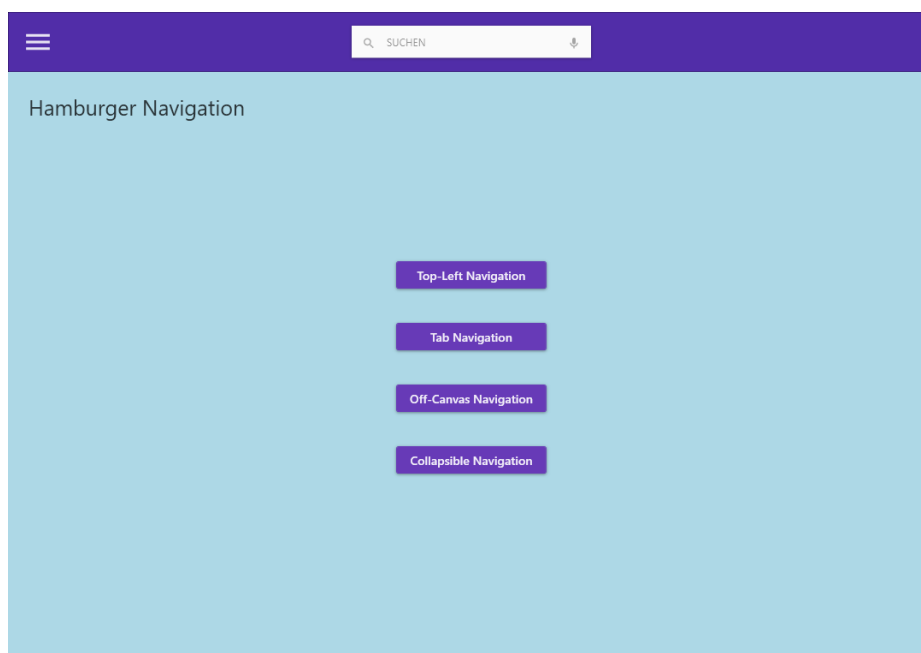 SUCHEN
Hamburger Navigation
Top-Left Navigation
Tab Navigation
Off-Canvas Navigation
Collapsible Navigation